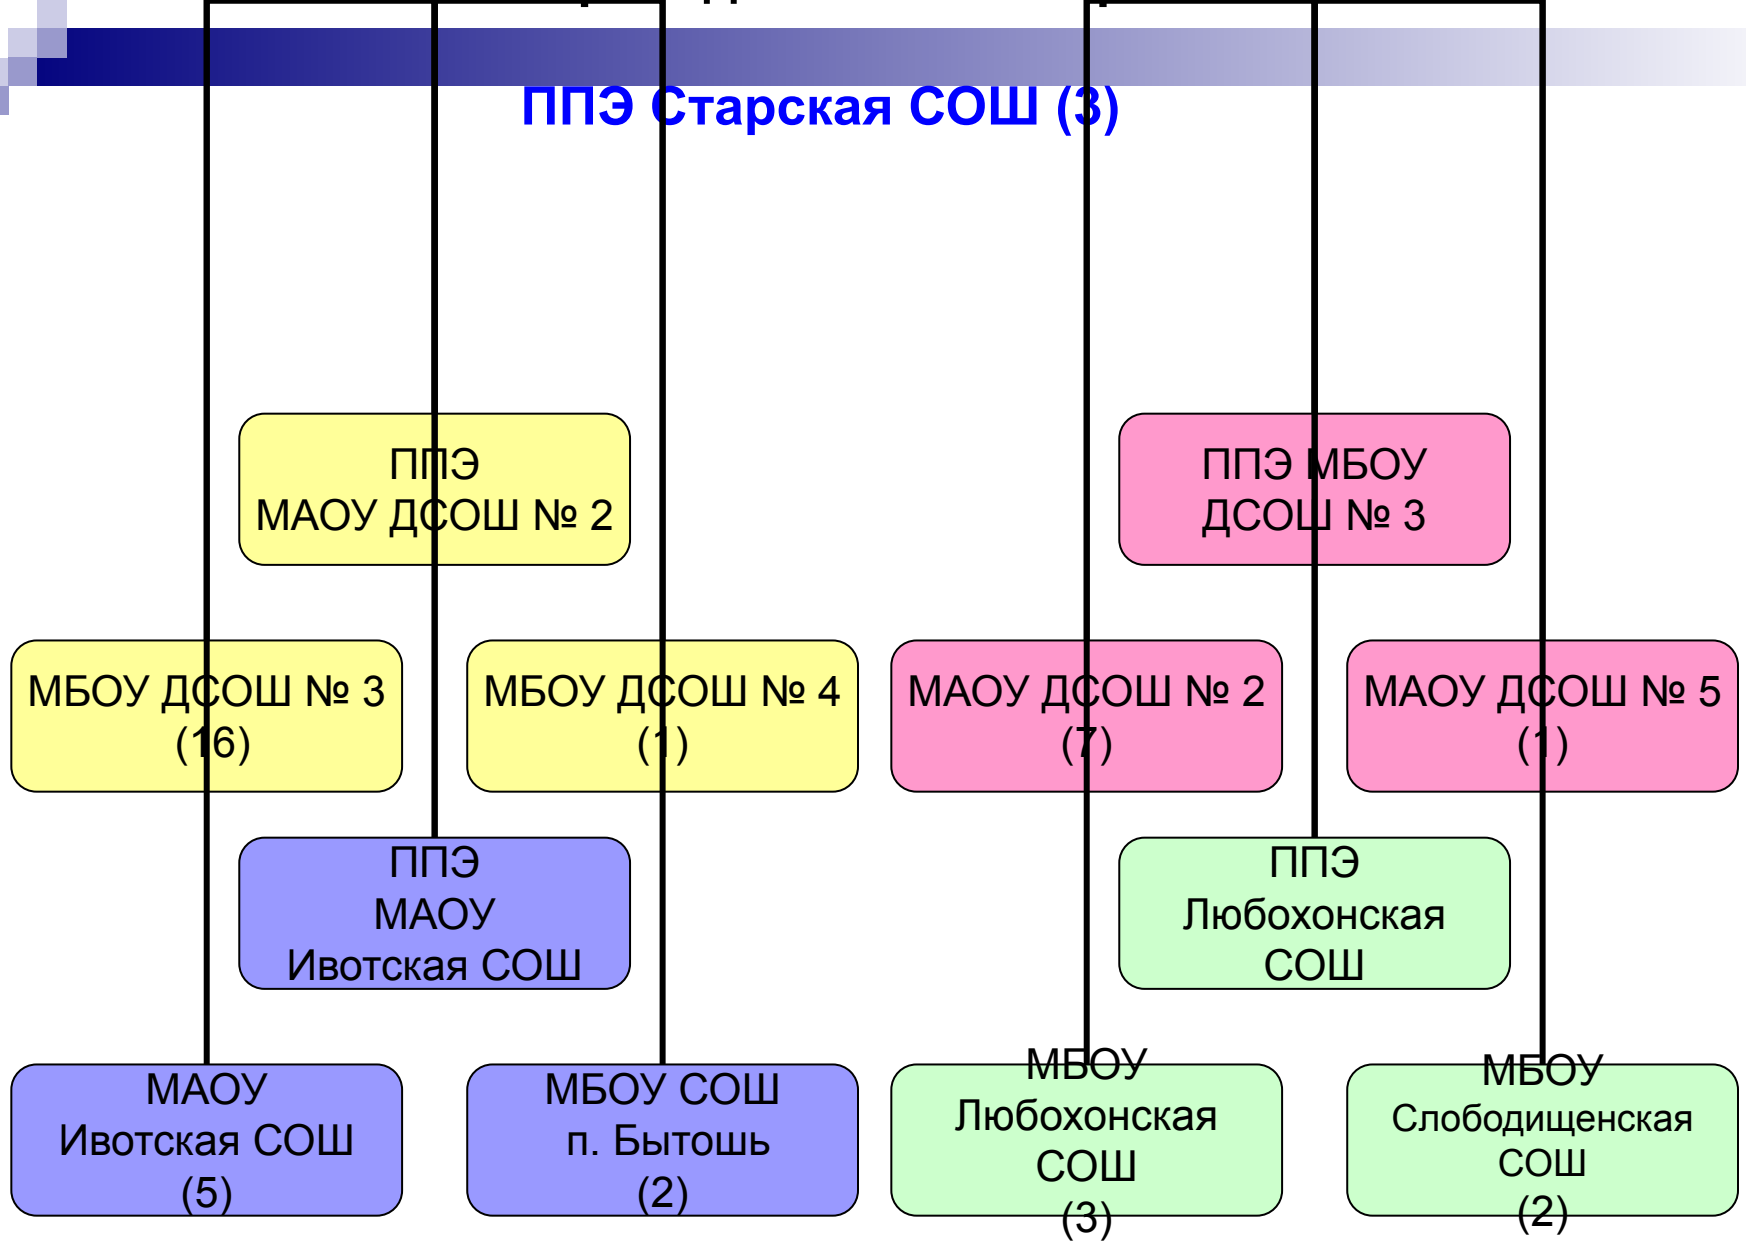 ППЭ Старская СОШ (3)
ППЭ
МАОУ ДСОШ № 2
ППЭ МБОУ
ДСОШ № 3
МБОУ ДСОШ № 3
(16)
МБОУ ДСОШ № 4
(1)
МАОУ ДСОШ № 2
(7)
МАОУ ДСОШ № 5
(1)
ППЭ
МАОУ
Ивотская СОШ
ППЭ
Любохонская
СОШ
МАОУ
Ивотская СОШ
(5)
МБОУ СОШ
п. Бытошь
(2)
МБОУ
Любохонская
СОШ
(3)
МБОУ
Слободищенская
СОШ
(2)